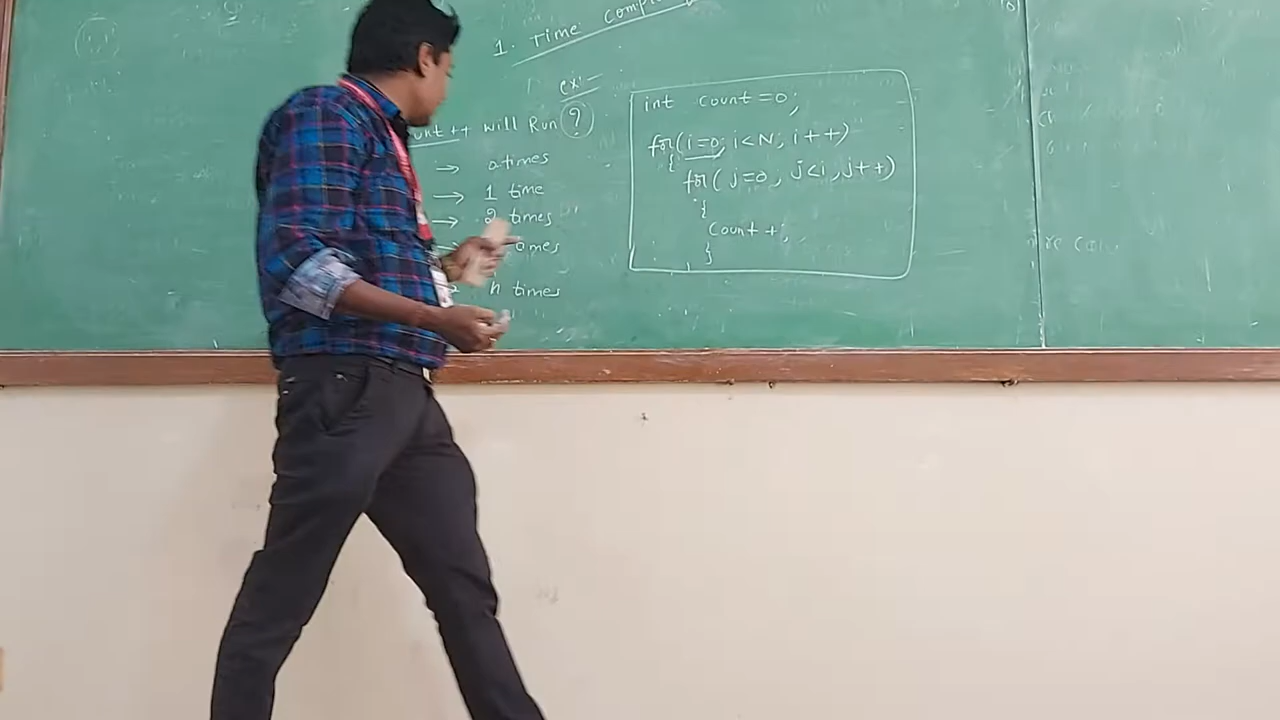 1. Time
ex:-
count++ will Run ?
→ 0 times
→ 1 time
→ 2 times
n times
int count=0;
for(i=0; i<N; i++)
{
for( j=0, j<i, j++)
{
Count++;
}